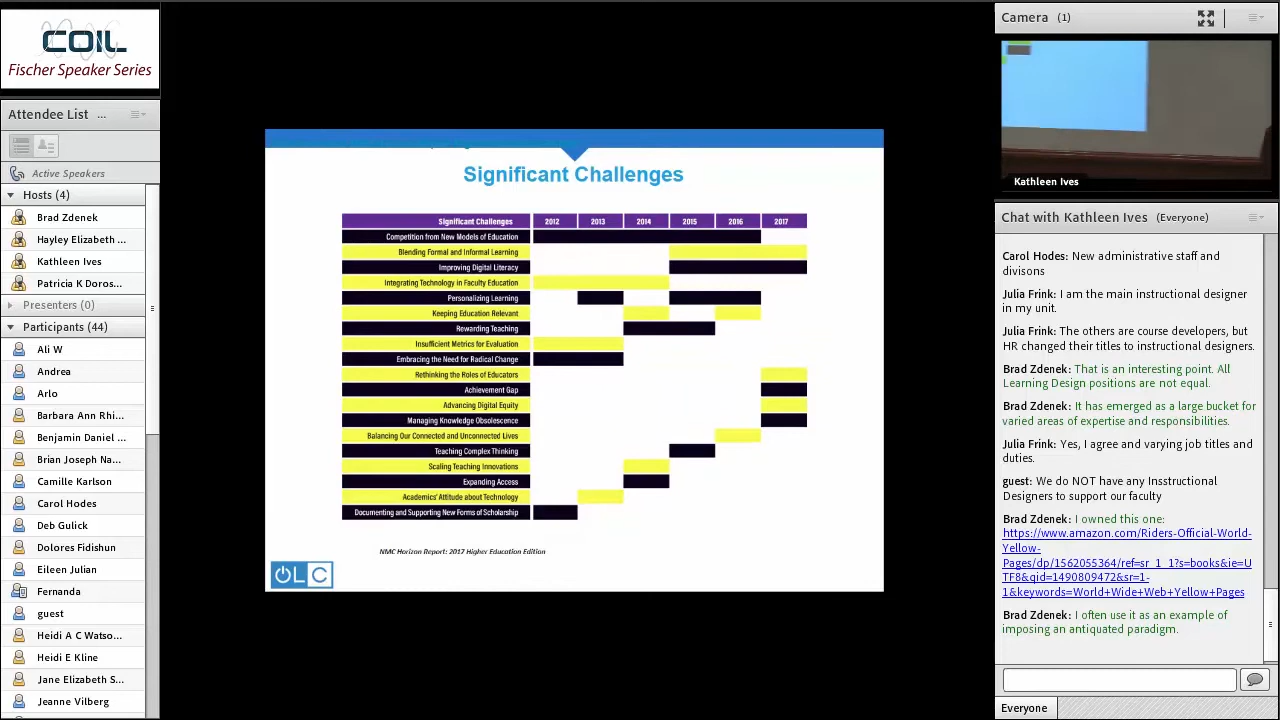 COIL
Fischer Speaker Series
Attendee List ...
Active Speakers
Hosts (4)
Brad Zdenek
Hayley Elizabeth ...
Kathleen Ives
Patricia K Doros...
Presenters (0)
Participants (44)
Ali W
Andrea
Arlo
Barbara Ann Rhi...
Benjamin Daniel ...
Brian Joseph Na...
Camille Karlson
Carol Hodes
Deb Gulick
Dolores Fidishun
Eileen Julian
Fernanda
guest
Heidi A C Watso...
Heidi E Kline
Jane Elizabeth S...
Jeanne Vilberg
Significant Challenges
Significant Challenges 2012 2013 2014 2015 2016 2017
Competition from New Models of Education
Blending Formal and Informal Learning
Improving Digital Literacy
Integrating Technology in Faculty Education
Personalizing Learning
Keeping Education Relevant
Rewarding Teaching
Insufficient Metrics for Evaluation
Embracing the Need for Radical Change
Rethinking the Roles of Educators
Achievement Gap
Advancing Digital Equity
Managing Knowledge Obsolescence
Balancing Our Connected and Unconnected Lives
Teaching Complex Thinking
Scaling Teaching Innovations
Expanding Access
Academics' Attitude about Technology
Documenting and Supporting New Forms of Scholarship
NMC Horizon Report: 2017 Higher Education Edition
OLC
Camera (1)
Kathleen Ives
Chat with Kathleen Ives (Everyone)
Carol Hodes: New administrative silos and
divisons
Julia Frink: I am the main instructional designer
in my unit.
Julia Frink: The others are course developers, but
HR changed their titles to instructional designers.
Brad Zdenek: That is an interesting point. All
Learning Design positions are not equal.
Brad Zdenek: It has emerged as a large bucket for
varied areas of expertise and responsibilities.
Julia Frink: Yes, I agree and varying job titles and
duties.
guest: We do NOT have any Insstructional
Designers to support our faculty
Brad Zdenek: I owned this one:
https://www.amazon.com/Riders-Official-World-
Yellow-
Pages/dp/1562055364/ref=sr_1_1?s=books&ie=U
TF8&qid=1490809472&sr=1-
1&keywords=World+Wide+Web+Yellow+Pages
Brad Zdenek: I often use it as an example of
imposing an antiquated paradigm.
Everyone